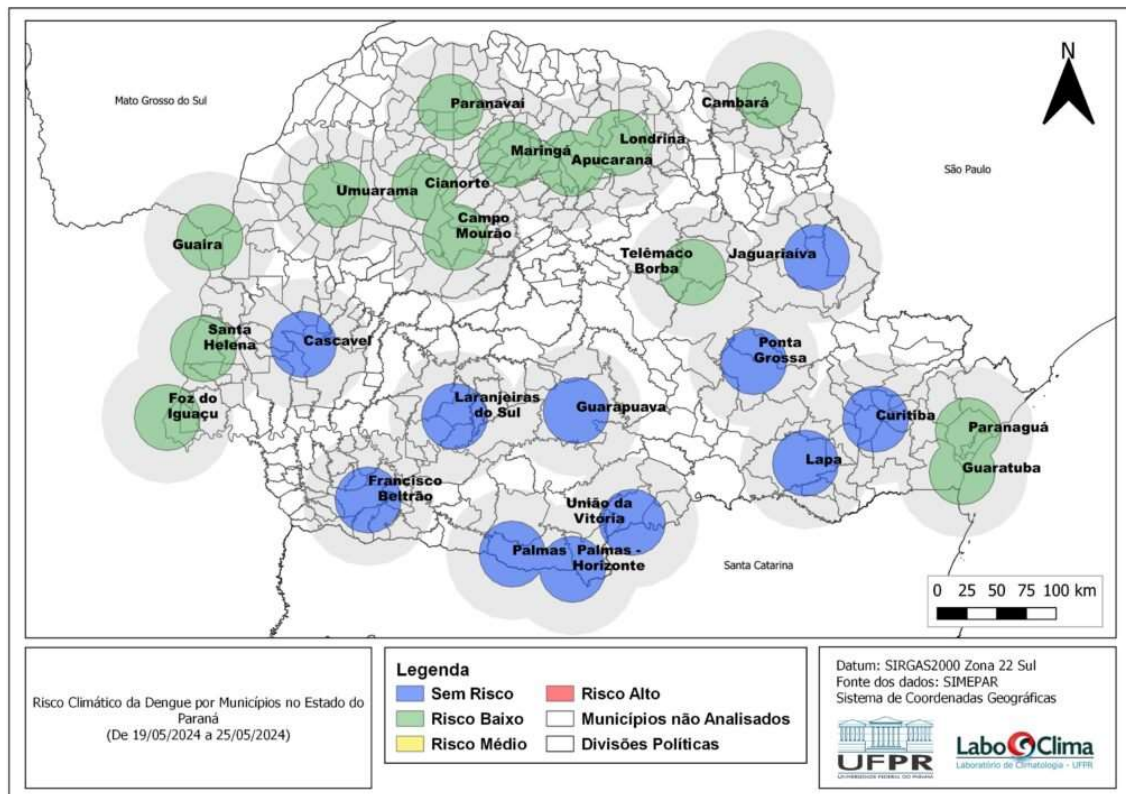 N
Mato Grosso do Sul
São Paulo
Santa Catarina
Paranavaí
Cambará
Londrina
Maringá
Apucarana
Cianorte
Umuarama
Campo
Mourão
Guaíra
Telêmaco
Borba
Jaguariaíva
Santa
Helena
Cascavel
Ponta
Grossa
Foz do
Iguaçu
Laranjeiras
do Sul
Guarapuava
Curitiba
Paranaguá
Lapa
Guaratuba
Francisco
Beltrão
União da
Vitória
Palmas
Palmas -
Horizonte
0 25 50 75 100 km
Risco Climático da Dengue por Municípios no Estado do
Paraná
(De 19/05/2024 a 25/05/2024)
Legenda
Sem Risco
Risco Baixo
Risco Médio
Risco Alto
Municípios não Analisados
Divisões Políticas
Datum: SIRGAS2000 Zona 22 Sul
Fonte dos dados: SIMEPAR
Sistema de Coordenadas Geográficas
UFPR
UNIVERSIDADE FEDERAL DO PARANÁ
LaboClima
Laboratório de Climatologia - UFPR